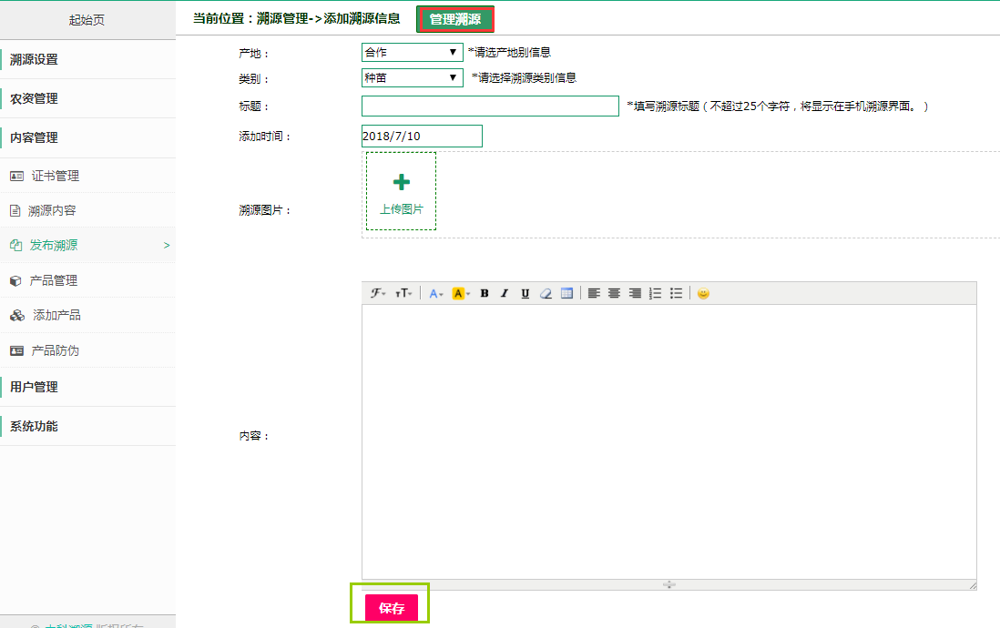 起始页
溯源设置
农资管理
内容管理
证书管理
溯源内容
发布溯源 >
产品管理
添加产品
产品防伪
用户管理
系统功能
当前位置：溯源管理->添加溯源信息 管理溯源
产地： 合作 ▼ *请选产地别信息
类别： 种苗 ▼ *请选择溯源类别信息
标题： *填写溯源标题（不超过25个字符，将显示在手机溯源界面。）
添加时间： 2018/7/10
溯源图片： 上传图片
内容：
保存